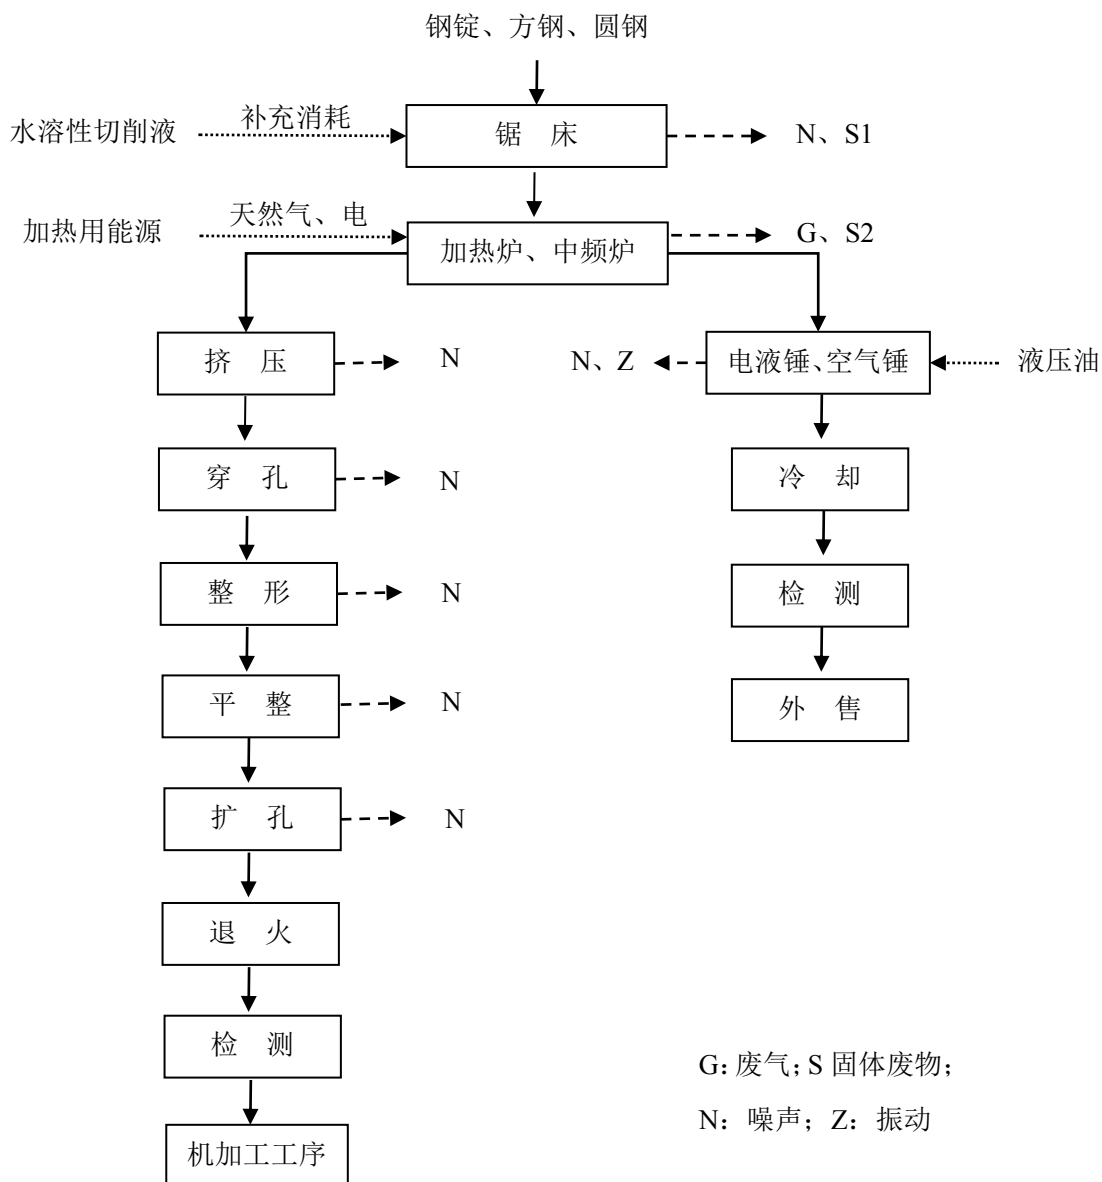 钢锭、方钢、圆钢
水溶性切削液
补充消耗
锯 床
N、S1
加热用能源
天然气、电
加热炉、中频炉
G、S2
挤 压
N
N、Z
电液锤、空气锤
液压油
穿 孔
N
冷 却
整 形
N
检 测
平 整
N
外 售
扩 孔
N
退 火
检 测
G: 废气; S 固体废物;
N：噪声；Z：振动
机加工工序